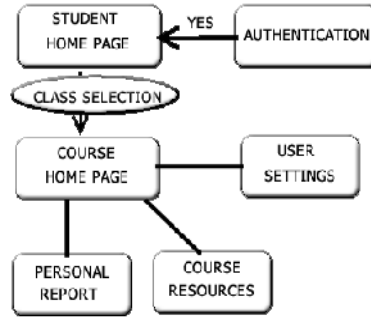 STUDENT
HOME PAGE
YES
AUTHENTICATION
CLASS SELECTION
COURSE
HOME PAGE
USER
SETTINGS
PERSONAL
REPORT
COURSE
RESOURCES